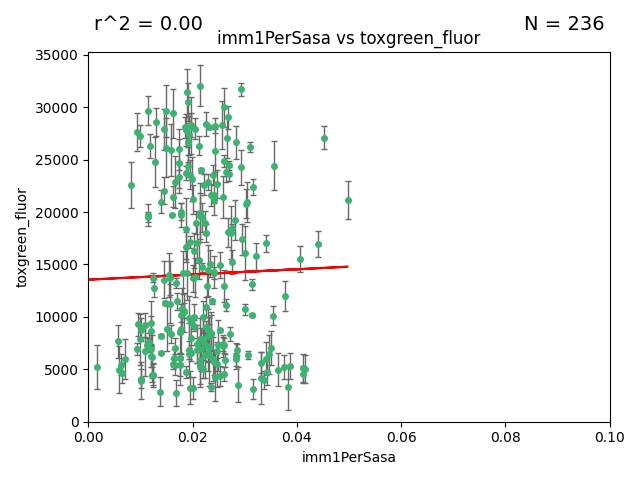 r^2 = 0.00
N = 236
imm1PerSasa vs toxgreen_fluor
35000
30000
25000
20000
15000
10000
5000
0
toxgreen_fluor
0.00
0.02
0.04
0.06
0.08
0.10
imm1PerSasa